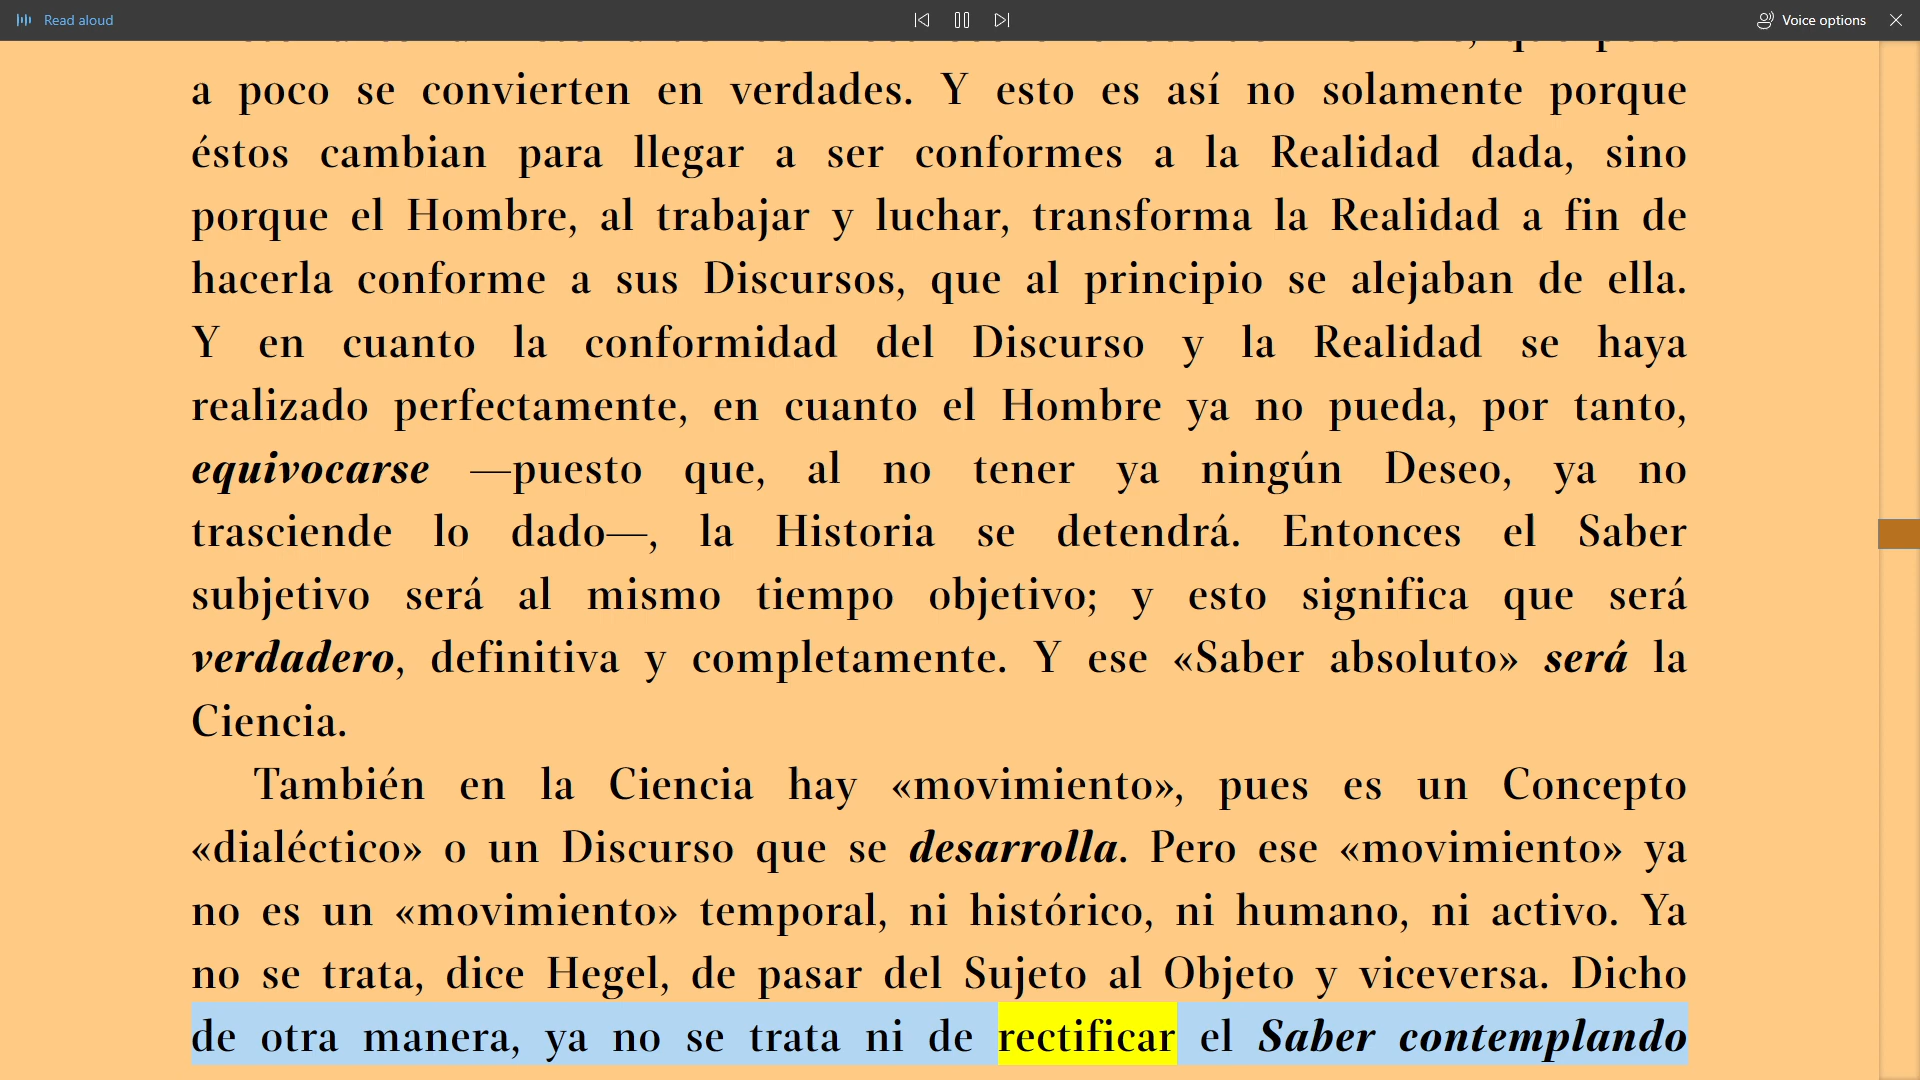 Read aloud
Voice options
a poco se convierten en verdades. Y esto es así no solamente porque
éstos cambian para llegar a ser conformes a la Realidad dada, sino
porque el Hombre, al trabajar y luchar, transforma la Realidad a fin de
hacerla conforme a sus Discursos, que al principio se alejaban de ella.
Y en cuanto la conformidad del Discurso y la Realidad se haya
realizado perfectamente, en cuanto el Hombre ya no pueda, por tanto,
equivocarse —puesto que, al no tener ya ningún Deseo, ya no
trasciende lo dado—, la Historia se detendrá. Entonces el Saber
subjetivo será al mismo tiempo objetivo; y esto significa que será
verdadero, definitiva y completamente. Y ese «Saber absoluto» será la
Ciencia.
También en la Ciencia hay «movimiento», pues es un Concepto
«dialéctico» o un Discurso que se desarrolla. Pero ese «movimiento» ya
no es un «movimiento» temporal, ni histórico, ni humano, ni activo. Ya
no se trata, dice Hegel, de pasar del Sujeto al Objeto y viceversa. Dicho
de otra manera, ya no se trata ni de rectificar el Saber contemplando